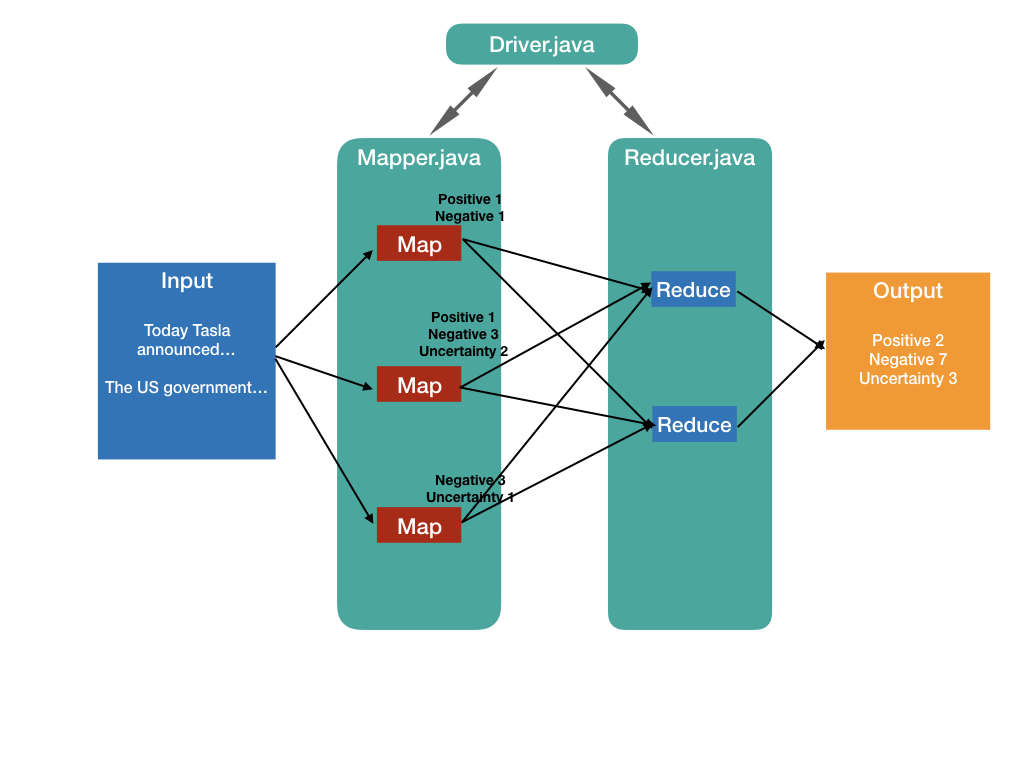 Driver.java
Mapper.java
Reducer.java
Positive 1
Negative 1
Map
Input
Today Tasla
announced…
The US government…
Positive 1
Negative 3
Uncertainty 2
Map
Negative 3
Uncertainty 1
Map
Reduce
Reduce
Output
Positive 2
Negative 7
Uncertainty 3